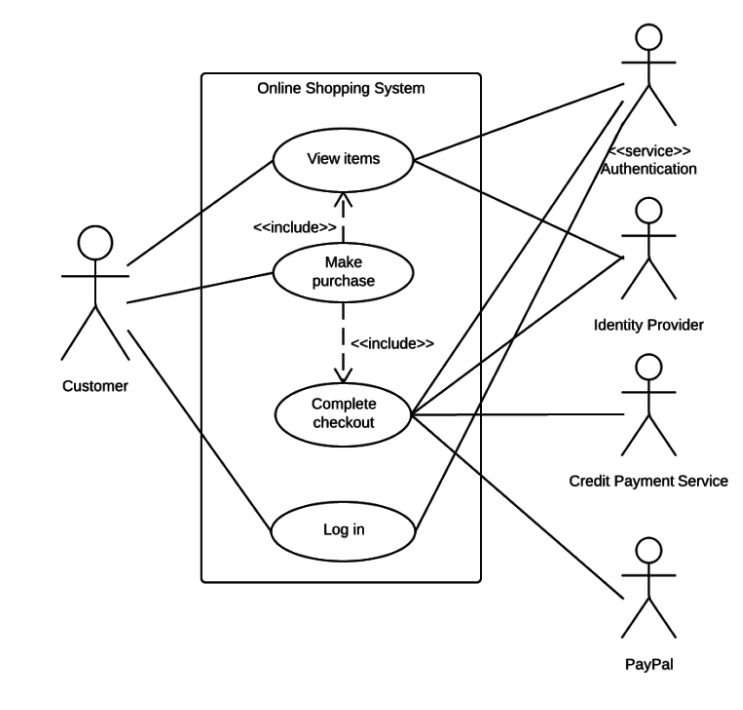 Online Shopping System
View items
<<service>>
Authentication
<<include>>
Make
purchase
Identity Provider
<<include>>
Customer
Complete
checkout
Credit Payment Service
Log in
PayPal